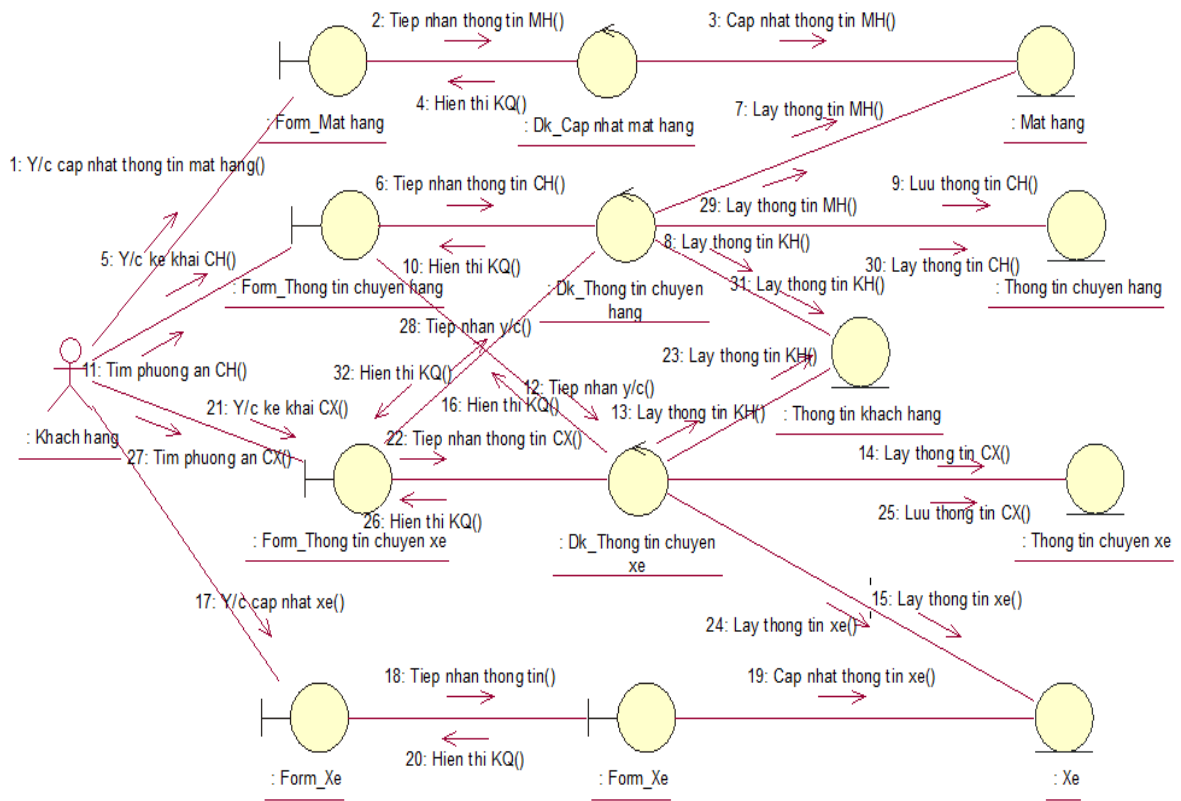 2: Tiep nhan thong tin MH()
3: Cap nhat thong tin MH()
4: Hien thi KQ()
7: Lay thong tin MH()
: Form_Mat hang
: Dk_Cap nhat mat hang
: Mat hang
1: Y/c cap nhat thong tin mat hang()
6: Tiep nhan thong tin CH()
9: Luu thong tin CH()
29: Lay thong tin MH()
5: Y/c ke khai CH()
10: Hien thi KQ()
8: Lay thong tin KH()
30: Lay thong tin CH()
: Form_Thong tin chuyen hang
: Dk_Thong tin chuyen
hang
31: Lay thong tin KH()
: Thong tin chuyen hang
28: Tiep nhan y/c()
23: Lay thong tin KH()
11: Tim phuong an CH()
32: Hien thi KQ()
12: Tiep nhan y/c()
21: Y/c ke khai CX()
16: Hien thi KQ()
13: Lay thong tin KH()
: Thong tin khach hang
: Khach hang
22: Tiep nhan thong tin CX()
27: Tim phuong an CX()
14: Lay thong tin CX()
26: Hien thi KQ()
25: Luu thong tin CX()
: Form_Thong tin chuyen xe
: Dk_Thong tin chuyen
xe
: Thong tin chuyen xe
17: Y/c cap nhat xe()
15: Lay thong tin xe()
24: Lay thong tin xe()
18: Tiep nhan thong tin()
19: Cap nhat thong tin xe()
20: Hien thi KQ()
: Form_Xe
: Form_Xe
: Xe